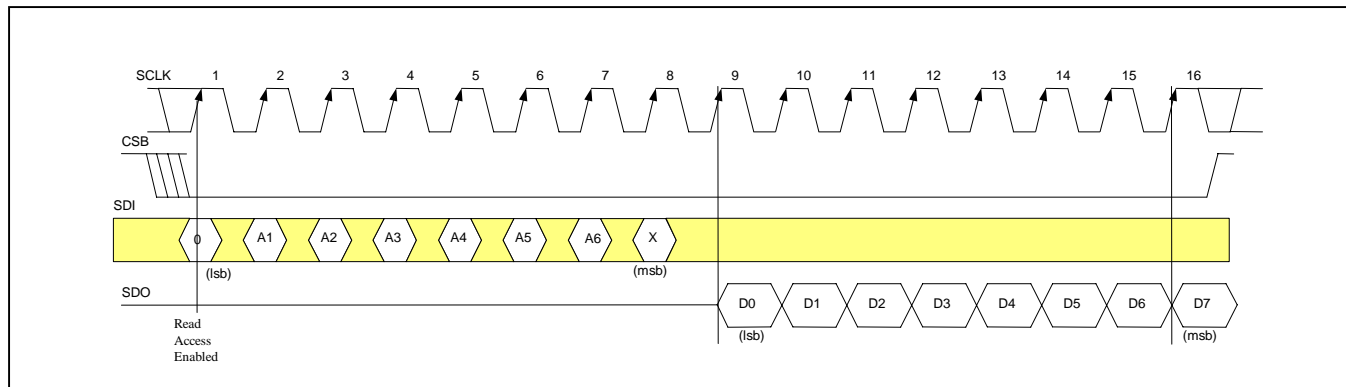 SCLK 1 2 3 4 5 6 7 8 9 10 11 12 13 14 15 16
CSB
SDI
0 A1 A2 A3 A4 A5 A6 X
(lsb) (msb)
SDO
D0 D1 D2 D3 D4 D5 D6 D7
(lsb) (msb)
Read
Access
Enabled